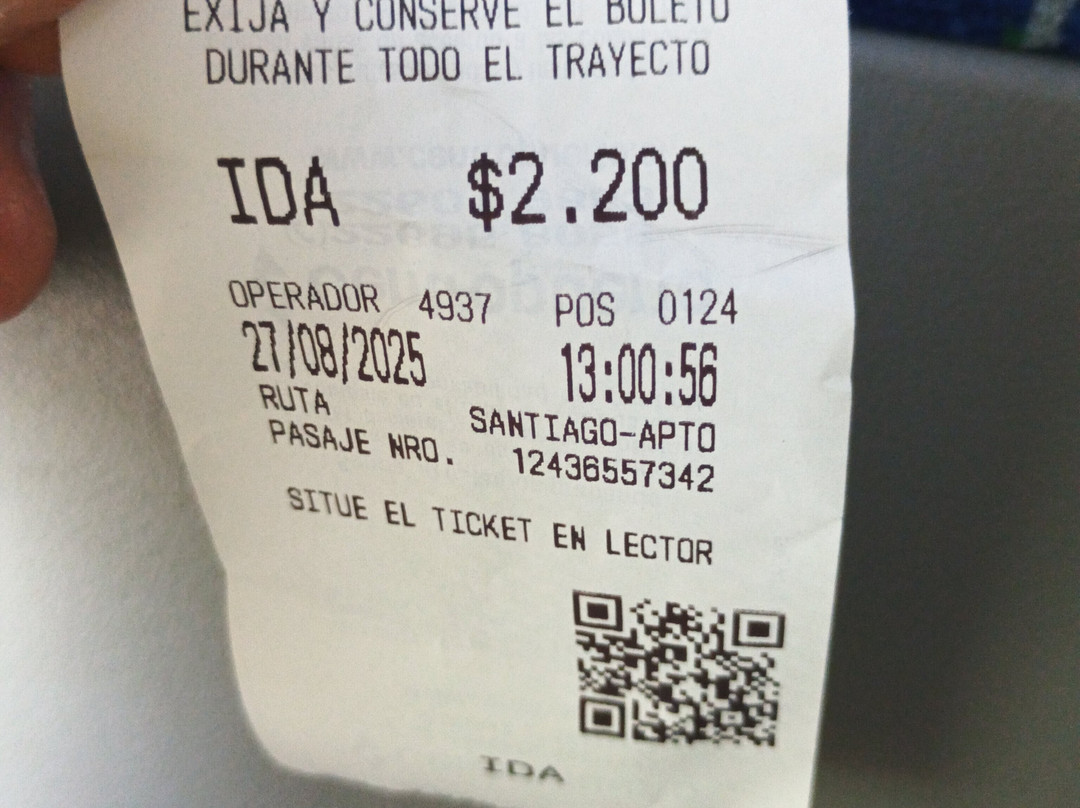 EXIJA Y CONSERVE EL BOLETO
DURANTE TODO EL TRAYECTO
IDA $2.200
OPERADOR 4937 POS 0124
27/08/2025 13:00:56
RUTA SANTIAGO-APTO
PASAJE NRO. 12436557342
SITUE EL TICKET EN LECTOR
IDA